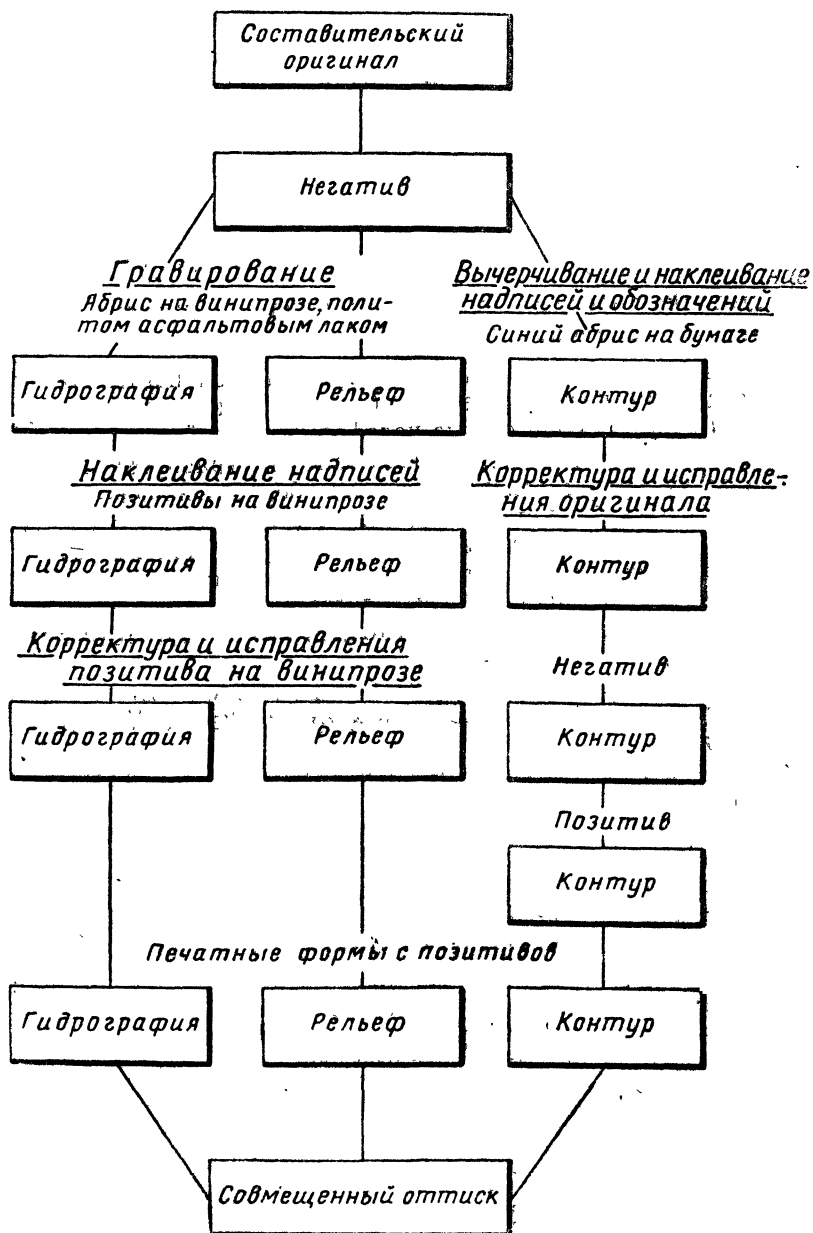 Составительский
оригинал
Негатив
Гравирование
Абрис на винипрозе, поли-
том асфальтовым лаком
Вычерчивание и наклеивание
надписей и обозначений
Синий абрис на бумаге
Гидрография
Рельеф
Контур
Наклеивание надписей
Позитивы на винипрозе
Корректура и исправле-
ния оригинала
Гидрография
Рельеф
Контур
Корректура и исправления
позитива на винипрозе
Негатив
Гидрография
Рельеф
Контур
Позитив
Контур
Печатные формы с позитивов
Гидрография
Рельеф
Контур
Совмещенный оттиск